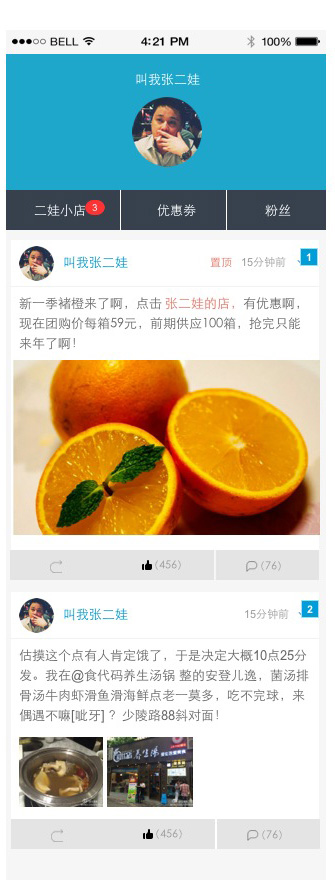 BELL 4:21 PM 100%
叫我张二娃
二娃小店 3 优惠券 粉丝
叫我张二娃 置顶 15分钟前 1
新一季褚橙来了啊，点击 张二娃的店，有优惠啊，
现在团购价每箱59元，前期供应100箱，抢完只能
来年了啊！
(456) (76)
叫我张二娃 15分钟前 2
估摸这个点有人肯定饿了，于是决定大概10点25分
发。我在@食代码养生汤锅 整的安登儿逸，菌汤排
骨汤牛肉虾滑鱼滑海鲜点老一莫多，吃不完球，来
偶遇不嘛[呲牙]？少陵路88斜对面！
(456) (76)